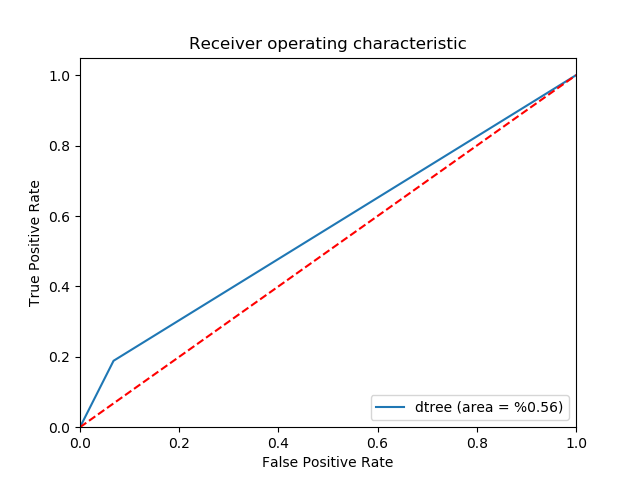 Receiver operating characteristic
True Positive Rate
1.0
0.8
0.6
0.4
0.2
0.0
dtree (area = %0.56)
0.0 0.2 0.4 0.6 0.8 1.0
False Positive Rate